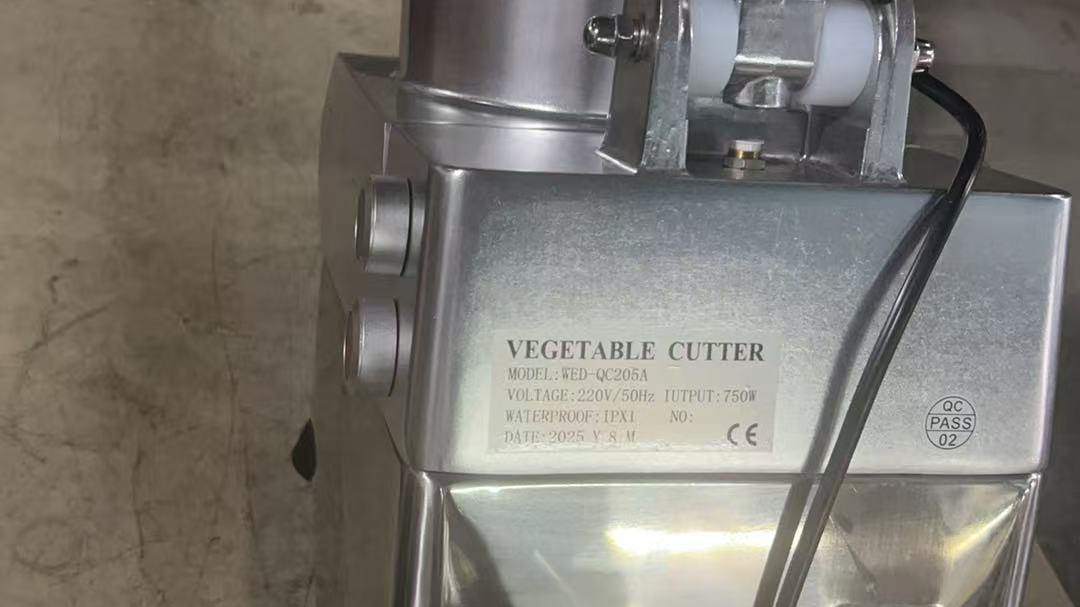 VEGETABLE CUTTER
MODEL:WED-QC205A
VOLTAGE:220V/50Hz IUTPUT:750W
WATERPROOF:IPX1 NO:
DATE:2025 Y 8 M
CE
QC
PASS
02